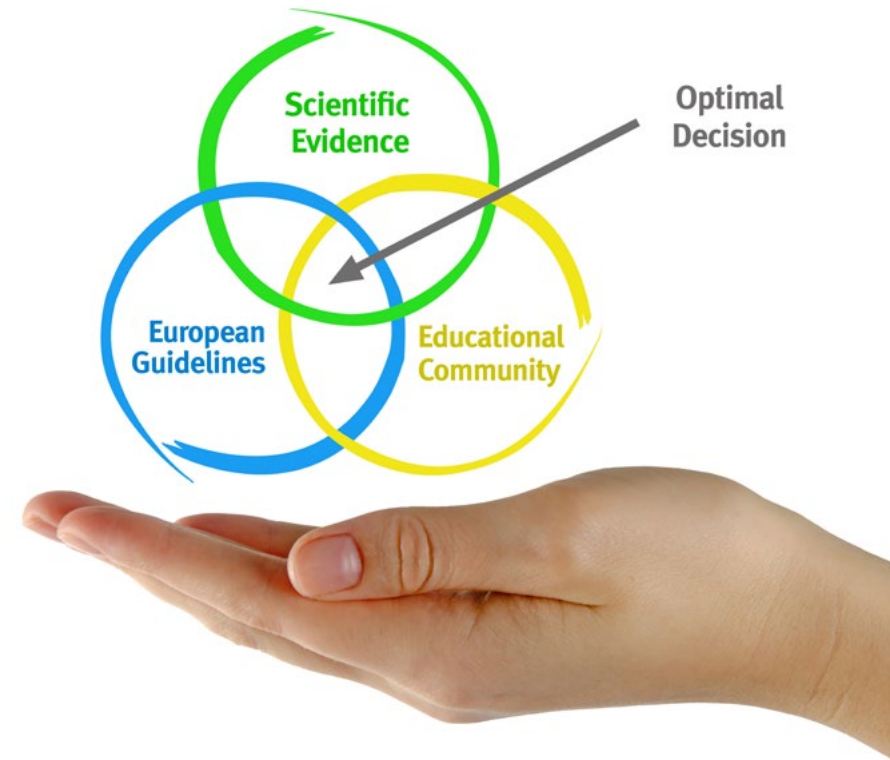 Scientific
Evidence
Optimal
Decision
European
Guidelines
Educational
Community